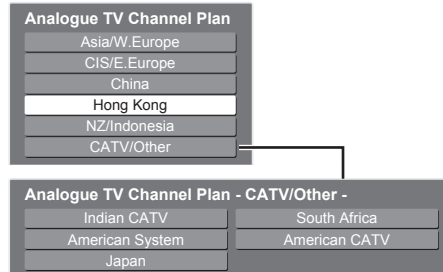 Analogue TV Channel Plan
Asia/W.Europe
CIS/E.Europe
China
Hong Kong
NZ/Indonesia
CATV/Other
Analogue TV Channel Plan - CATV/Other -
Indian CATV South Africa
American System American CATV
Japan